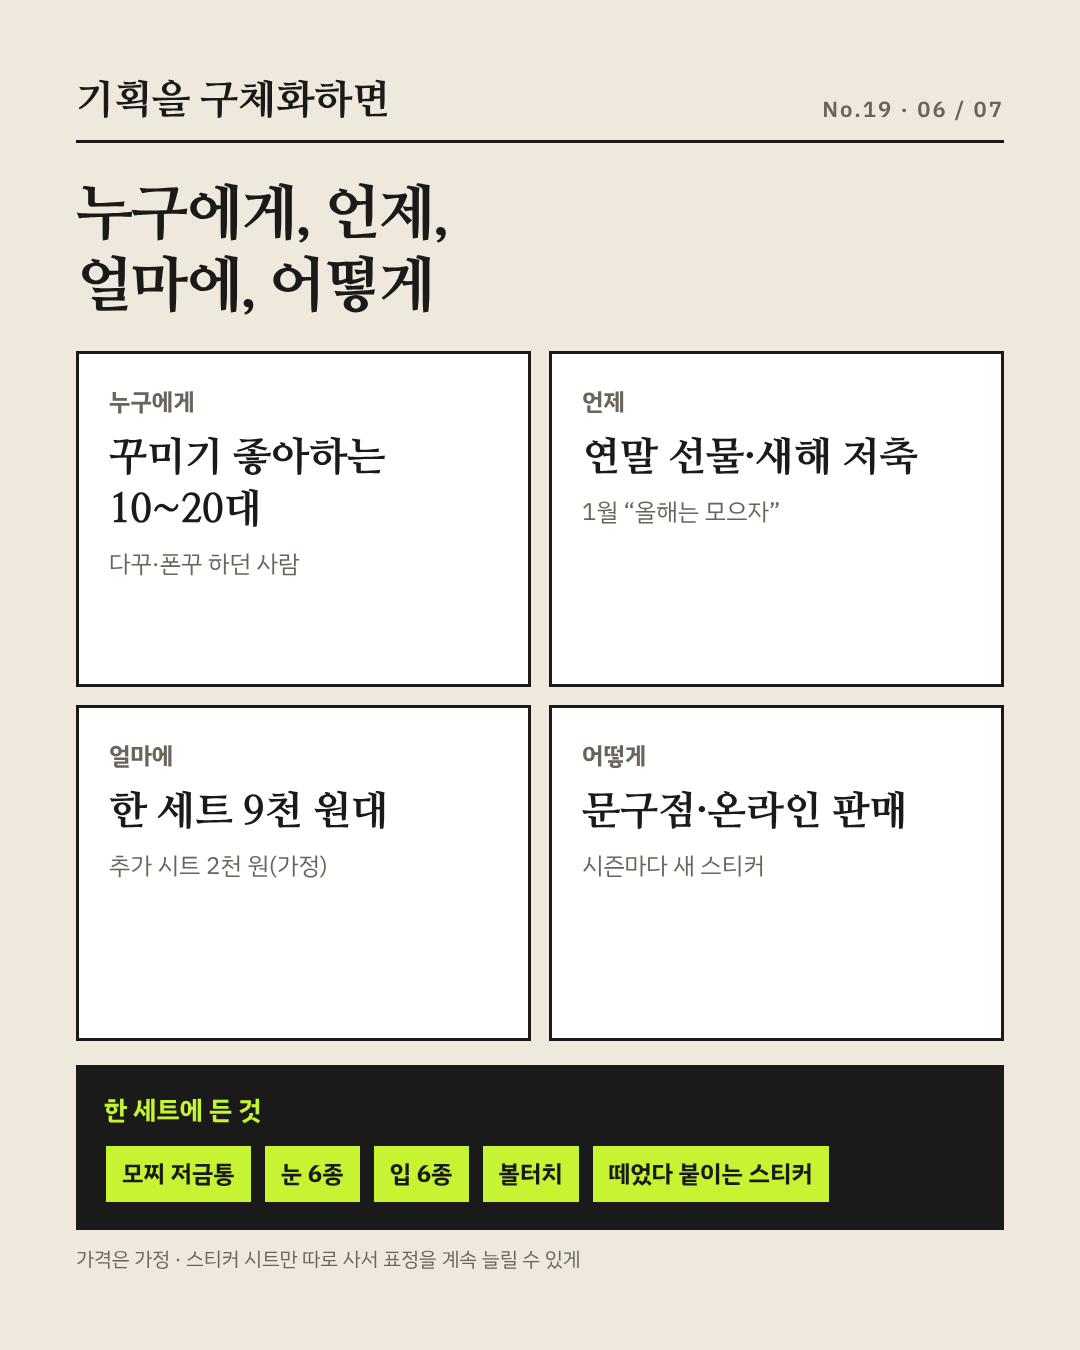 기획을 구체화하면
No.19 · 06 / 07
누구에게, 언제,
얼마에, 어떻게
누구에게
꾸미기 좋아하는
10~20대
다꾸·폰꾸 하던 사람
언제
연말 선물·새해 저축
1월 “올해는 모으자”
얼마에
한 세트 9천 원대
추가 시트 2천 원(가정)
어떻게
문구점·온라인 판매
시즌마다 새 스티커
한 세트에 든 것
모찌 저금통 눈 6종 입 6종 볼터치 떼었다 붙이는 스티커
가격은 가정 · 스티커 시트만 따로 사서 표정을 계속 늘릴 수 있게